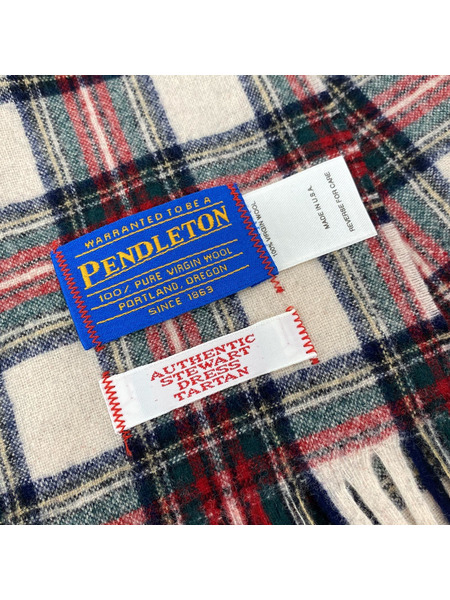 WARRANTED TO BE A
PENDLETON
100% PURE VIRGIN WOOL
PORTLAND, OREGON
SINCE 1863
100% VIRGIN WOOL
MADE IN U.S.A.
REVERSE FOR CARE
AUTHENTIC
STEWART
DRESS
TARTAN